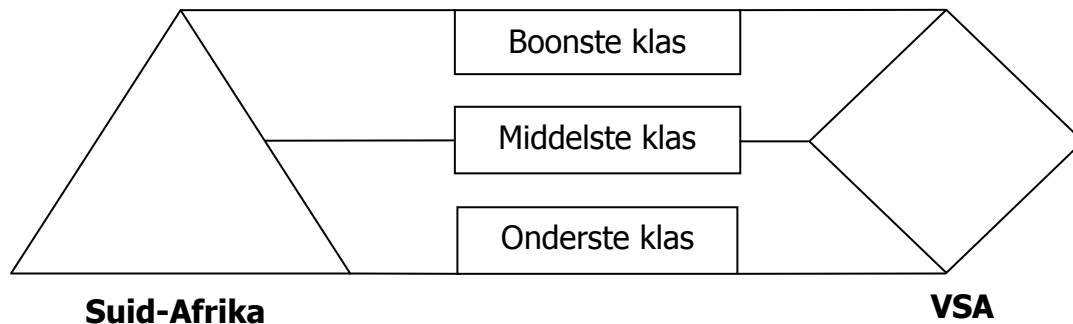 Boonste klas
Middelste klas
Onderste klas
Suid-Afrika
VSA